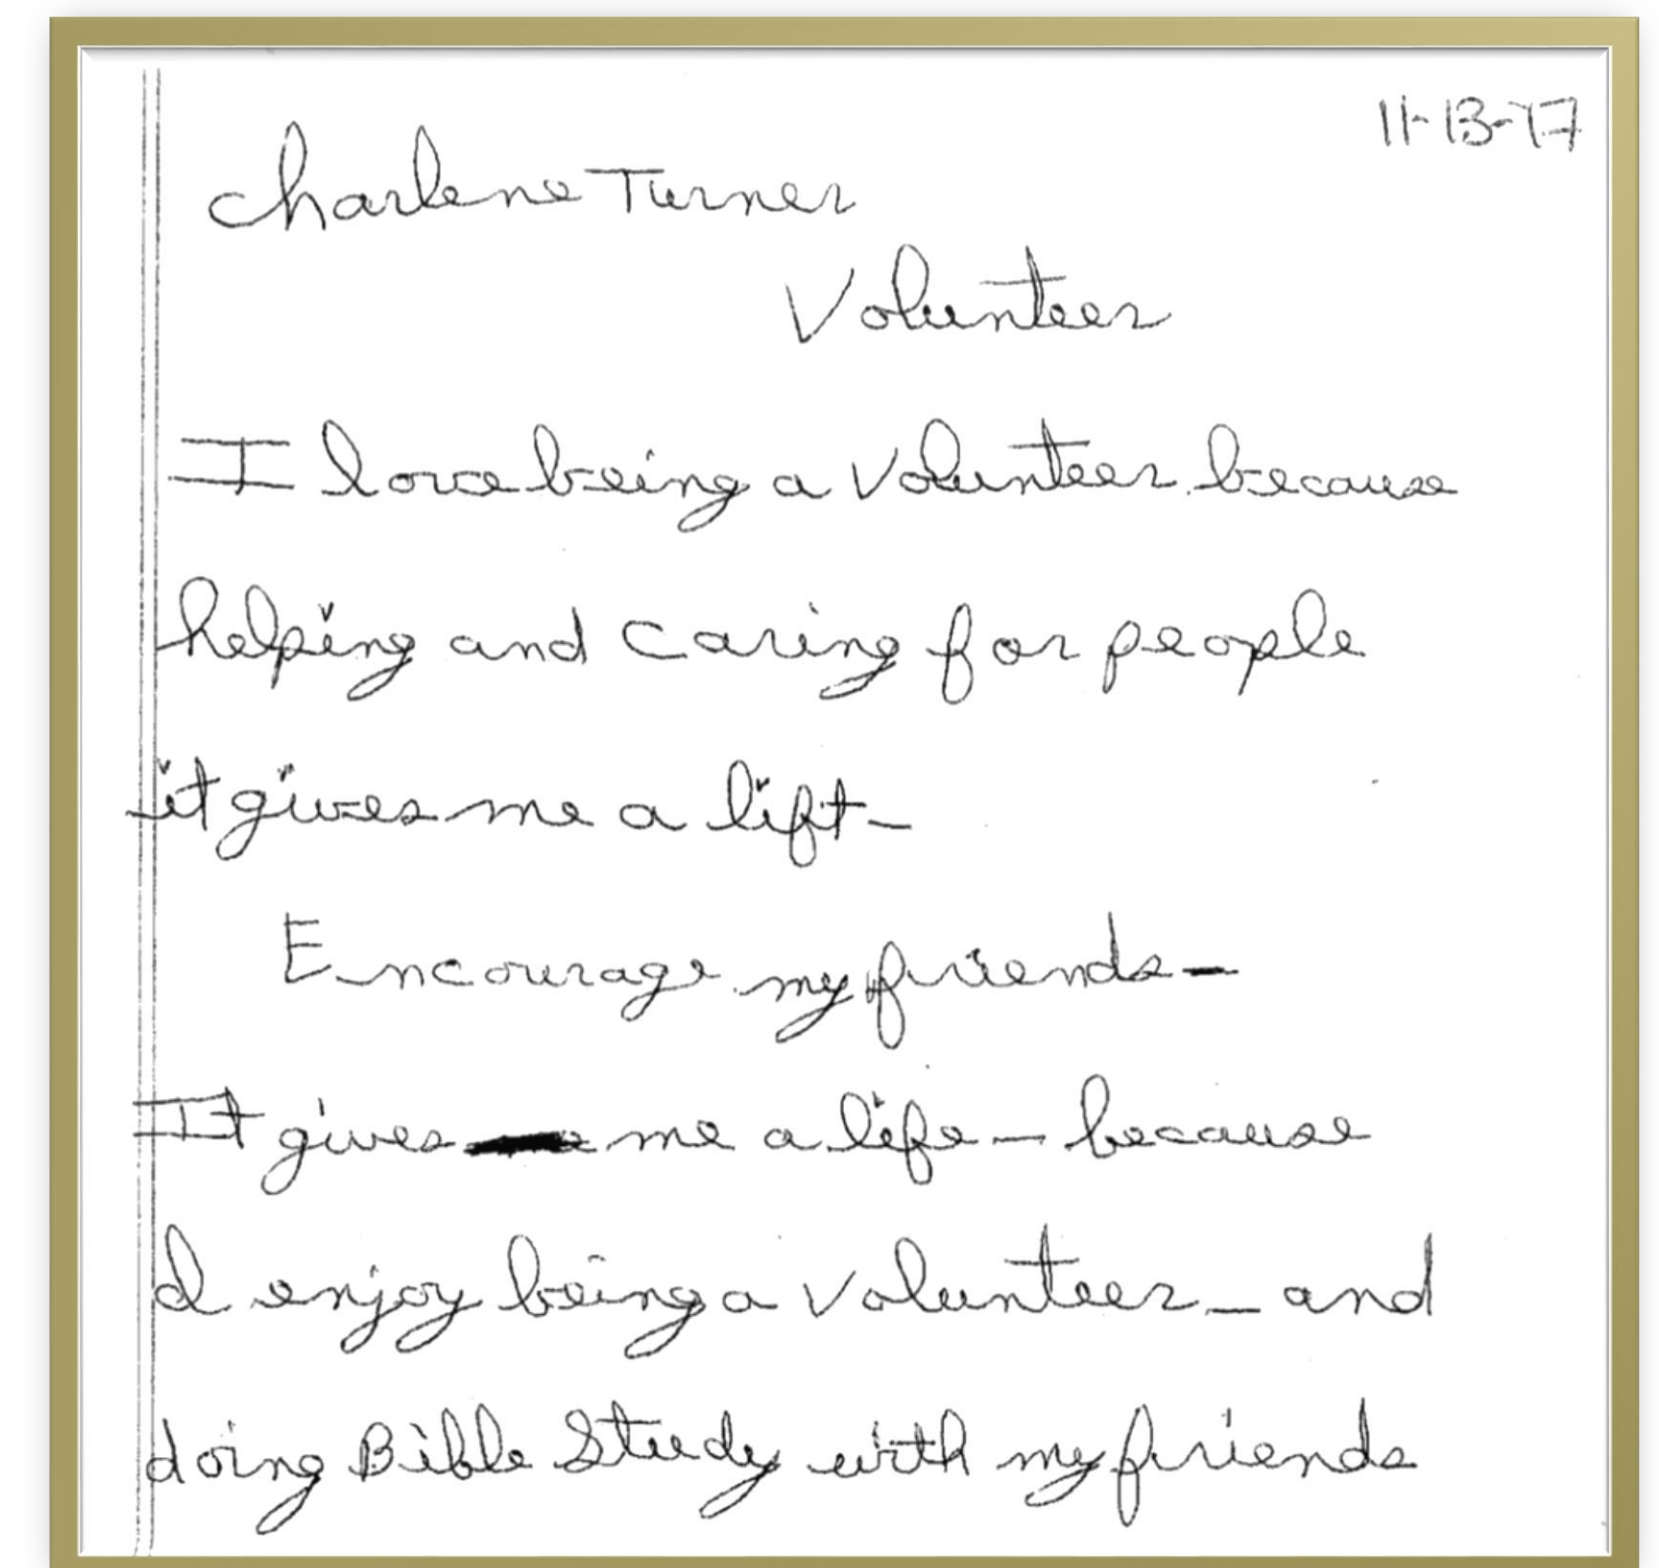 11-13-17
Charlene Turner
Volunteer
I love being a volunteer because
helping and caring for people
it gives me a lift -
Encourage my friends -
It gives me a life - because
I enjoy being a volunteer - and
doing Bible Study with my friends